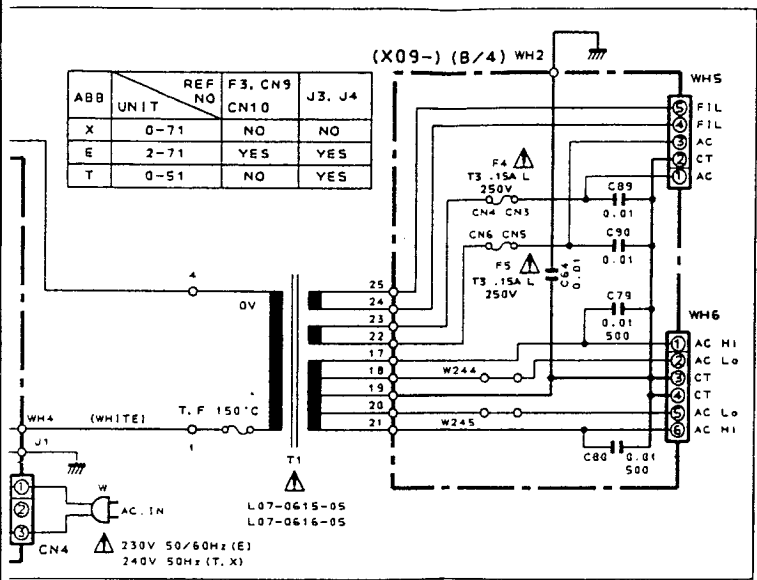 (X09-) (B/4) WH2
WH5
ABB UNIT REF NO F3, CN9 CN10 J3, J4
X 0-71 NO NO
E 2-71 YES YES
T 0-51 NO YES
5 FIL
4 FIL
3 AC
2 CT
1 AC
F4
T3.15A L
250V
CN4 CN3
C89
0.01
CN6 CN5
C90
0.01
F5
T3.15A L
250V
C64
0.01
C79
0.01
500
4
0V
25
24
23
22
17
18
19
20
21
W244
W245
WH6
1 AC Hi
2 AC Lo
3 CT
4 CT
5 AC Lo
6 AC Hi
C80 0.01
500
WH4 (WHITE)
T.F 150°C
1
J1
T1
L07-0615-05
L07-0616-05
1
2
3
W
AC.IN
CN4
230V 50/60Hz (E)
240V 50Hz (T,X)